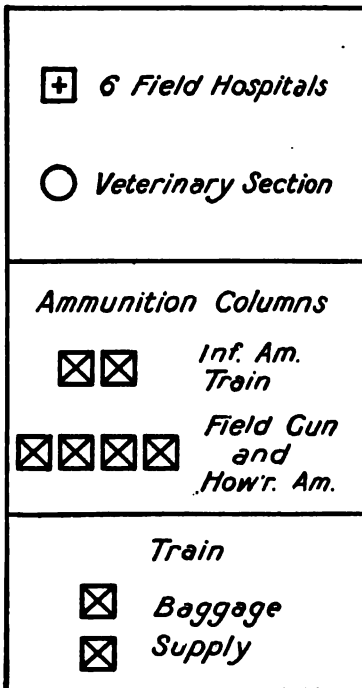 6 Field Hospitals
Veterinary Section
Ammunition Columns
Inf. Am.
Train
Field Gun
and
How'r. Am.
Train
Baggage
Supply